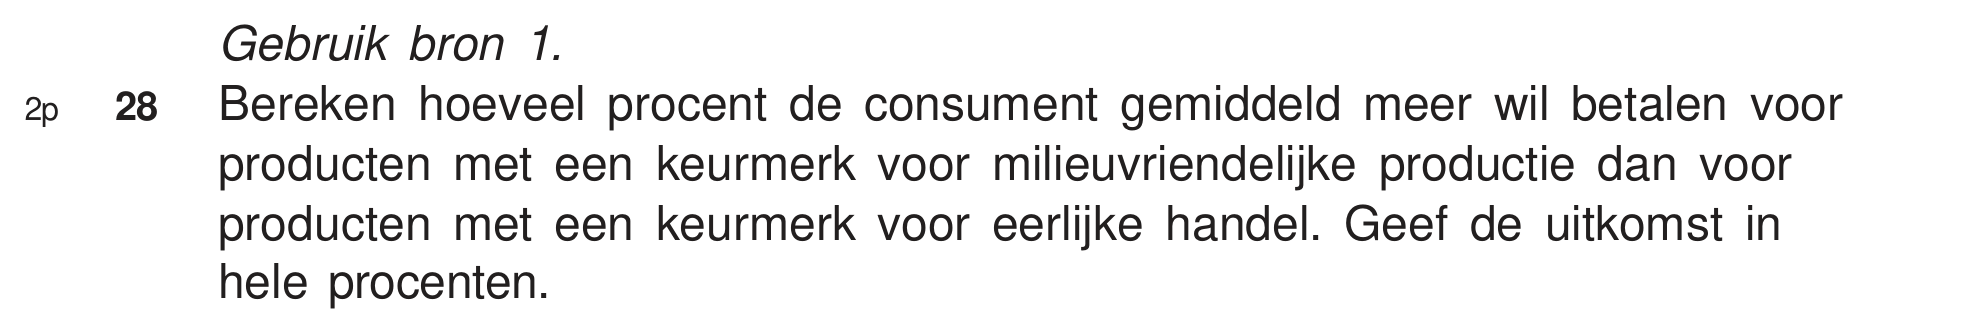 Gebruik bron 1.
2p 28 Bereken hoeveel procent de consument gemiddeld meer wil betalen voor
producten met een keurmerk voor milieuvriendelijke productie dan voor
producten met een keurmerk voor eerlijke handel. Geef de uitkomst in
hele procenten.